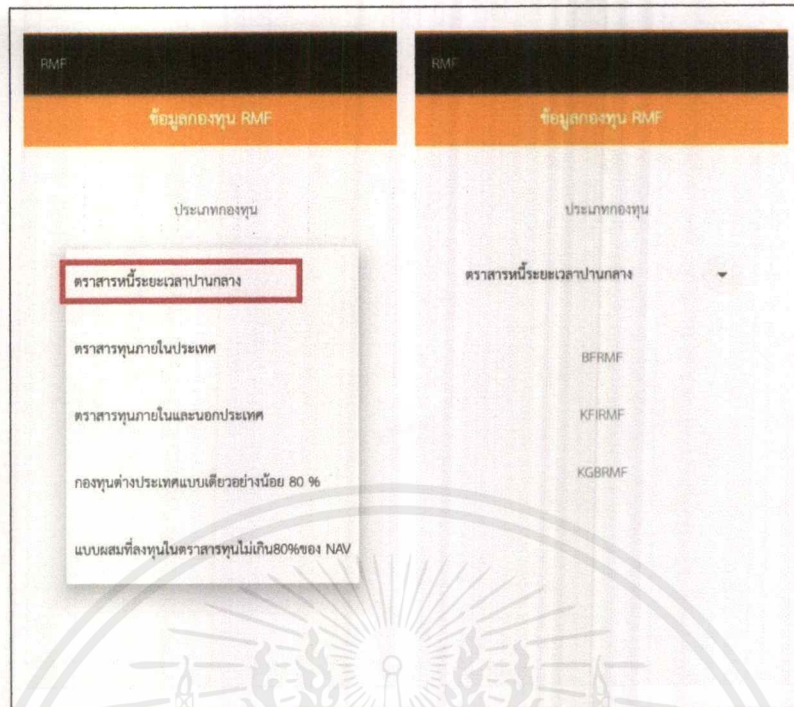 RMF
ข้อมูลกองทุน RMF
ประเภทกองทุน
ตราสารหนี้ระยะเวลาปานกลาง
ตราสารทุนภายในประเทศ
ตราสารทุนภายในและนอกประเทศ
กองทุนต่างประเทศแบบเดียวอย่างน้อย 80 %
แบบผสมที่ลงทุนในตราสารทุนไม่เกิน80%ของ NAV
RMF
ข้อมูลกองทุน RMF
ประเภทกองทุน
ตราสารหนี้ระยะเวลาปานกลาง
BFRMF
KFIRMF
KGBRMF